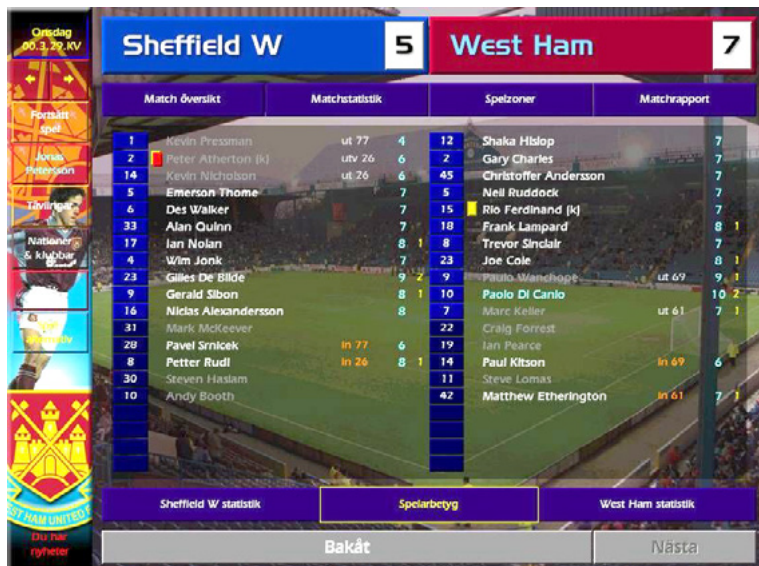 Onsdag
00.3.29.KV
Sheffield W 5 West Ham 7
Match översikt Matchstatistik Spelzoner Matchrapport
Fortsätt
spel
Jonas
Petersson
Tävlingar
Nationer
& klubbar
1 Kevin Pressman ut 77 4
2 Peter Atherton (k) utv 26 6
14 Kevin Nicholson ut 26 6
5 Emerson Thome 7
6 Des Walker 7
33 Alan Quinn 7
17 Ian Nolan 8 1
4 Wim Jonk 7
23 Gilles De Bilde 9 2
9 Gerald Sibon 8 1
16 Niclas Alexandersson 8
31 Mark McKeever
28 Pavel Srnicek in 77 6
8 Petter Rudi in 26 8 1
30 Steven Haslam
10 Andy Booth
12 Shaka Hislop 7
2 Gary Charles 7
45 Christoffer Andersson 7
5 Neil Ruddock 7
15 Rio Ferdinand (k) 7
18 Frank Lampard 8 1
8 Trevor Sinclair 7
23 Joe Cole 8 1
9 Paulo Wanchope ut 69 9 1
10 Paolo Di Canio 10 2
7 Marc Keller ut 61 7 1
22 Craig Forrest
19 Ian Pearce
14 Paul Kitson in 69 6
11 Steve Lomas
42 Matthew Etherington in 61 7 1
Sheffield W statistik Spelarbetyg West Ham statistik
Du har
nyheter
Bakåt Nästa